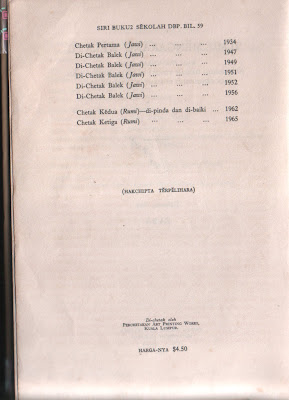 SIRI BUKU2 SĔKOLAH DBP. BIL. 59
Chetak Pertama (Jawi) ... ... ... 1934
Di-Chetak Balek (Jawi) ... ... ... 1947
Di-Chetak Balek (Jawi) ... ... ... 1949
Di-Chetak Balek (Jawi) ... ... ... 1951
Di-Chetak Balek (Jawi) ... ... ... 1952
Di-Chetak Balek (Jawi) ... ... ... 1956
Chetak Kĕdua (Rumi)—di-pinda dan di-baiki ... 1962
Chetak Ketiga (Rumi) ... ... ... 1965
(HAKCHIPTA TĔRPĔLIHARA)
Di-chetak oleh
PERCHETAKAN ART PRINTING WORKS,
KUALA LUMPUR.
HARGA-NYA $4.50